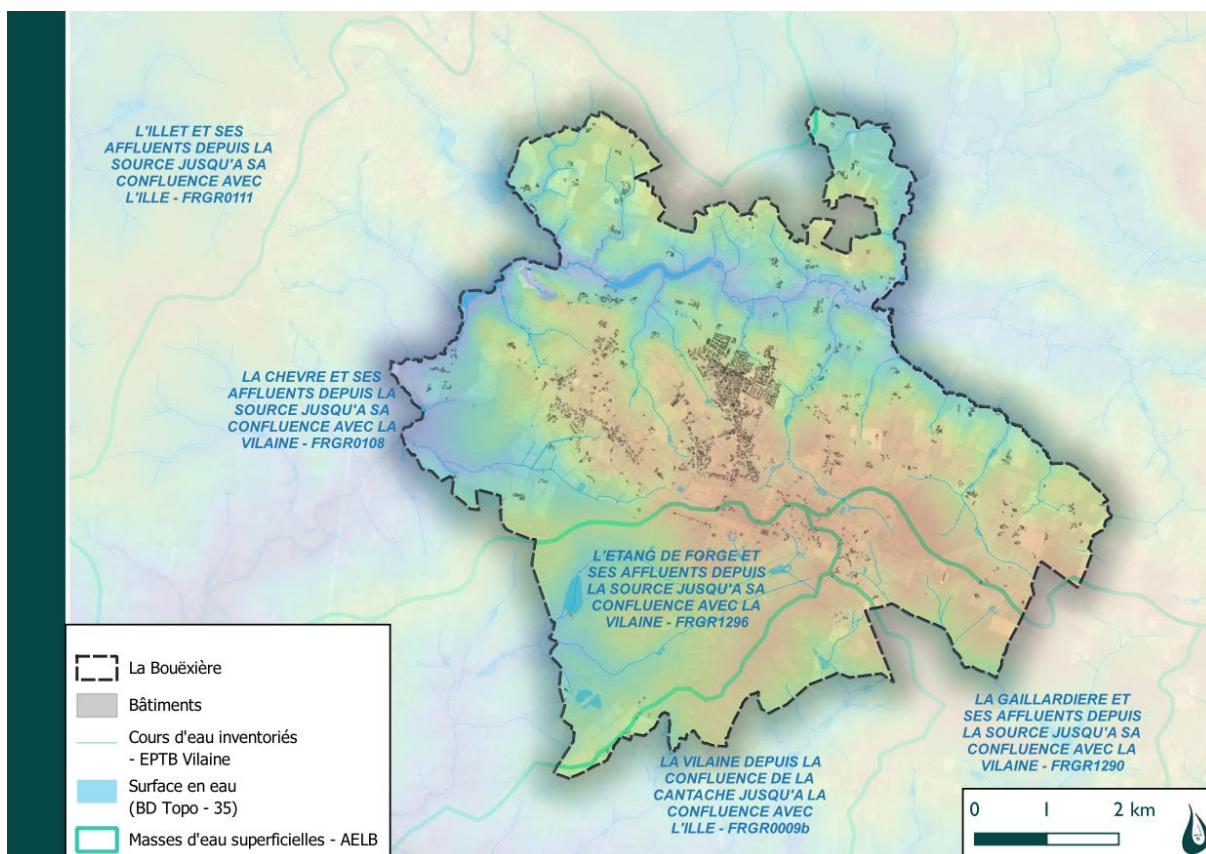 L'ILLET ET SES
AFFLUENTS DEPUIS LA
SOURCE JUSQU'A SA
CONFLUENCE AVEC
L'ILLE - FRGR0111
LA CHEVRE ET SES
AFFLUENTS DEPUIS LA
SOURCE JUSQU'A SA
CONFLUENCE AVEC LA
VILAINE - FRGR0108
L'ETANG DE FORGE ET
SES AFFLUENTS DEPUIS
LA SOURCE JUSQU'A SA
CONFLUENCE AVEC LA
VILAINE - FRGR1296
LA GAILLARDIERE ET
SES AFFLUENTS DEPUIS
LA SOURCE JUSQU'A SA
CONFLUENCE AVEC LA
VILAINE - FRGR1290
LA VILAINE DEPUIS LA
CONFLUENCE DE LA
CANTACHE JUSQU'A LA
CONFLUENCE AVEC
L'ILLE - FRGR0009b
La Bouëxière
Bâtiments
Cours d'eau inventoriés
- EPTB Vilaine
Surface en eau
(BD Topo - 35)
Masses d'eau superficielles - AELB
0 1 2 km